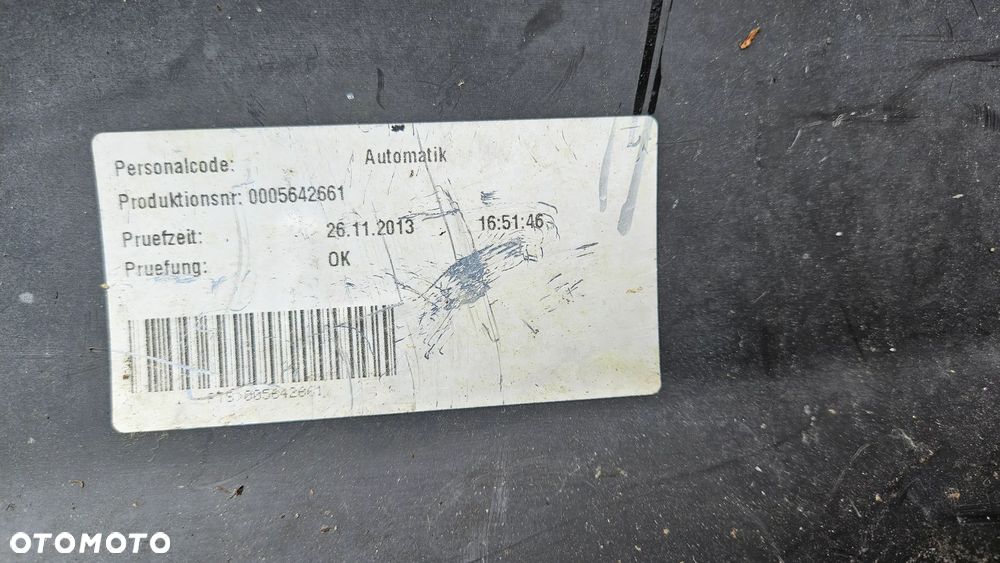 Personalcode: Automatik
Produktionsnr: 0005642661
Pruefzeit: 26.11.2013 16:51:46
Pruefung: OK
005642661
OTOMOTO